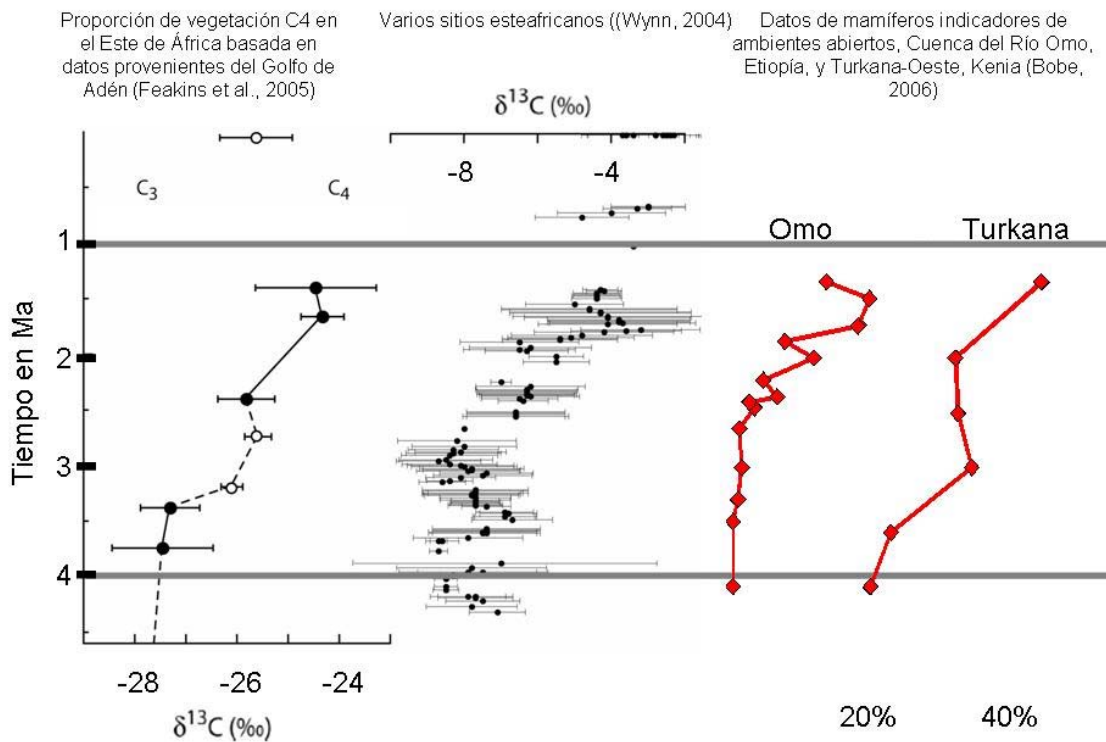 Proporción de vegetación C4 en
el Este de África basada en
datos provenientes del Golfo de
Adén (Feakins et al., 2005)
Varios sitios esteafricanos ((Wynn, 2004)
Datos de mamíferos indicadores de
ambientes abiertos, Cuenca del Río Omo,
Etiopía, y Turkana-Oeste, Kenia (Bobe,
2006)
δ¹³C (‰)
-8 -4
C₃ C₄
Omo Turkana
Tiempo en Ma
1
2
3
4
-28 -26 -24
δ¹³C (‰)
20% 40%